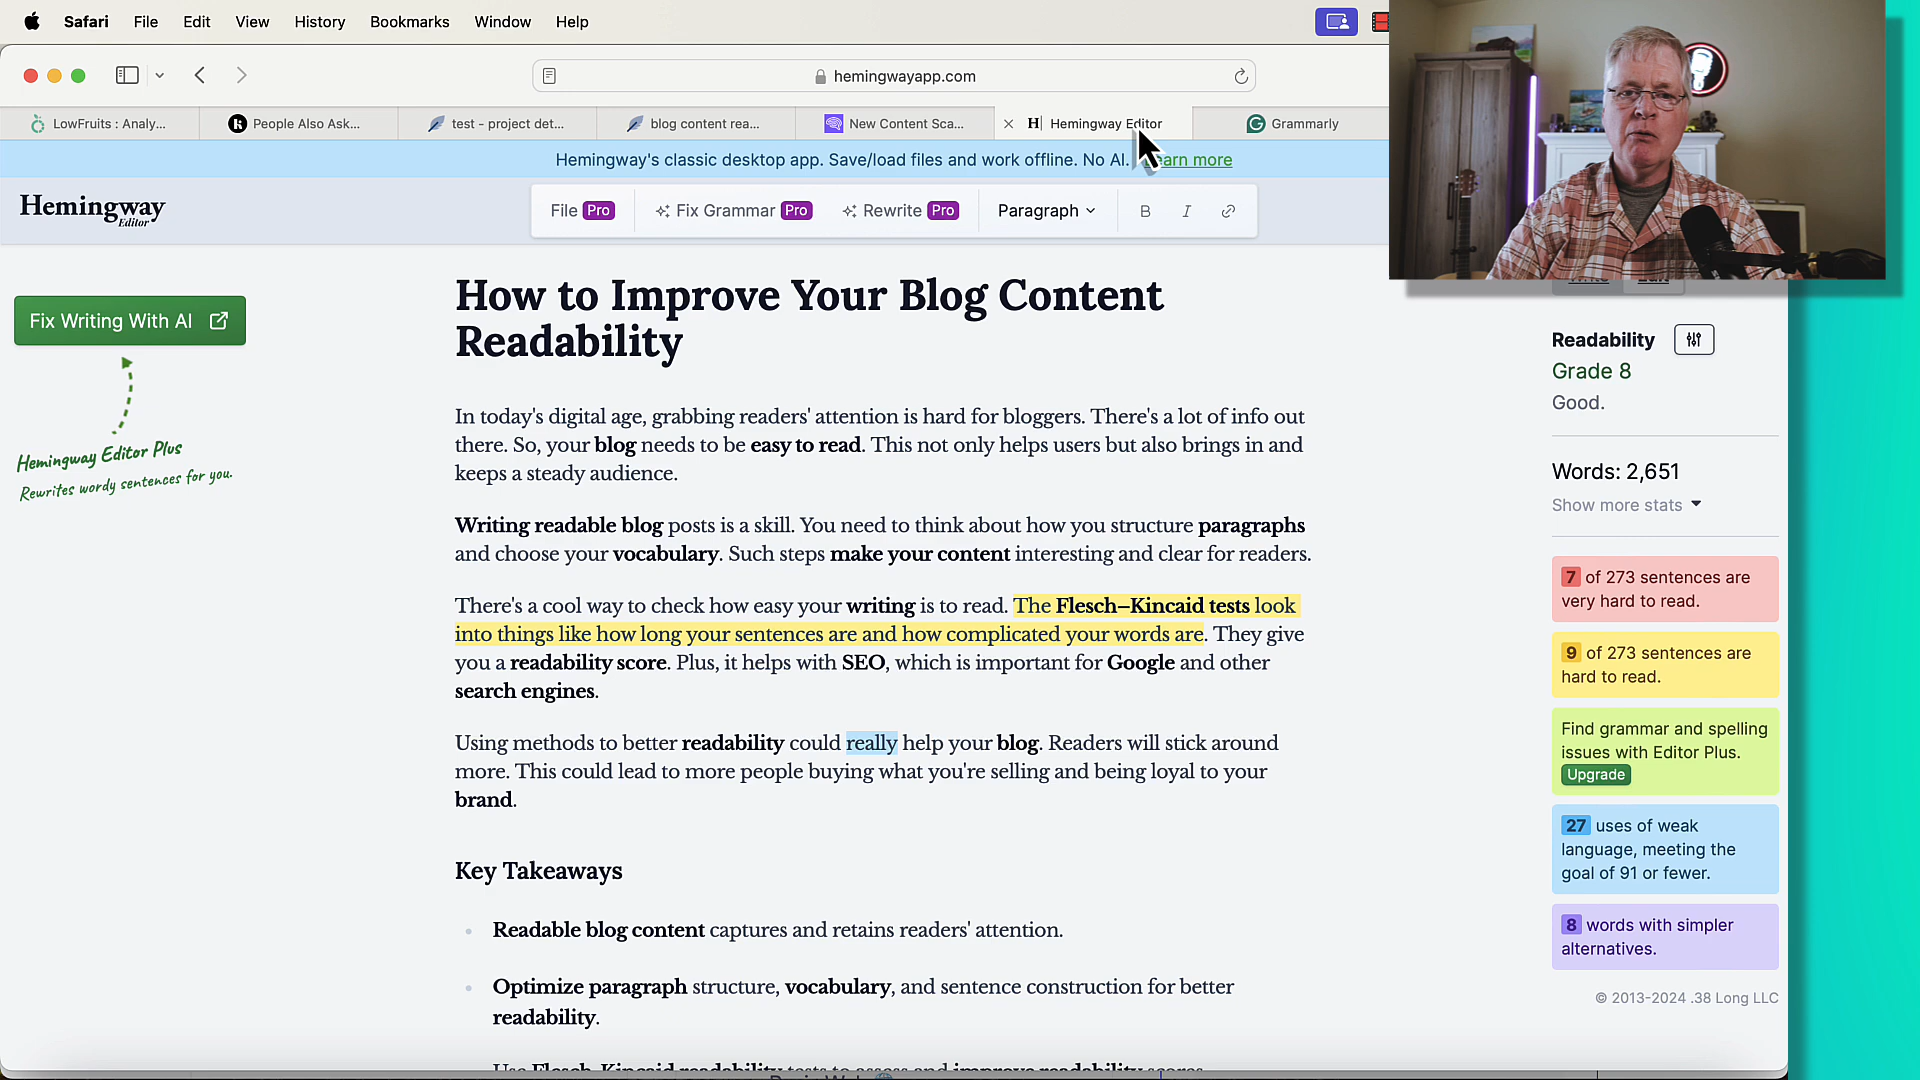 Safari File Edit View History Bookmarks Window Help
hemingwayapp.com
LowFruits : Analy...
People Also Ask...
test - project det...
blog content rea...
New Content Sca...
H| Hemingway Editor
Grammarly
Hemingway's classic desktop app. Save/load files and work offline. No AI. Learn more
Hemingway
Editor
File Pro Fix Grammar Pro Rewrite Pro Paragraph B I
Fix Writing With AI
Hemingway Editor Plus
Rewrites wordy sentences for you.
How to Improve Your Blog Content
Readability
In today's digital age, grabbing readers' attention is hard for bloggers. There's a lot of info out
there. So, your blog needs to be easy to read. This not only helps users but also brings in and
keeps a steady audience.
Writing readable blog posts is a skill. You need to think about how you structure paragraphs
and choose your vocabulary. Such steps make your content interesting and clear for readers.
There's a cool way to check how easy your writing is to read. The Flesch–Kincaid tests look
into things like how long your sentences are and how complicated your words are. They give
you a readability score. Plus, it helps with SEO, which is important for Google and other
search engines.
Using methods to better readability could really help your blog. Readers will stick around
more. This could lead to more people buying what you're selling and being loyal to your
brand.
Key Takeaways
Readable blog content captures and retains readers' attention.
Optimize paragraph structure, vocabulary, and sentence construction for better
readability.
Use Flesch–Kincaid readability tests to assess and improve readability scores.
Readability
Grade 8
Good.
Words: 2,651
Show more stats
7 of 273 sentences are
very hard to read.
9 of 273 sentences are
hard to read.
Find grammar and spelling
issues with Editor Plus.
Upgrade
27 uses of weak
language, meeting the
goal of 91 or fewer.
8 words with simpler
alternatives.
© 2013-2024 .38 Long LLC